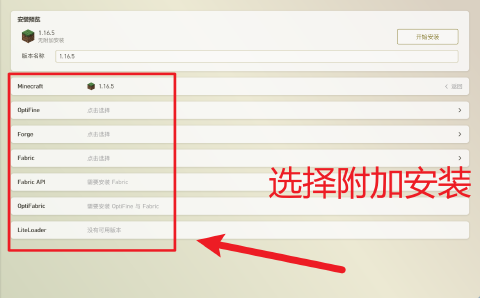 安装预览
1.16.5
无附加安装
开始安装
版本名称 1.16.5
Minecraft 1.16.5 返回
OptiFine 点击选择
Forge 点击选择
Fabric 点击选择
Fabric API 需要安装 Fabric
选择附加安装
OptiFabric 需要安装 OptiFine 与 Fabric
LiteLoader 没有可用版本